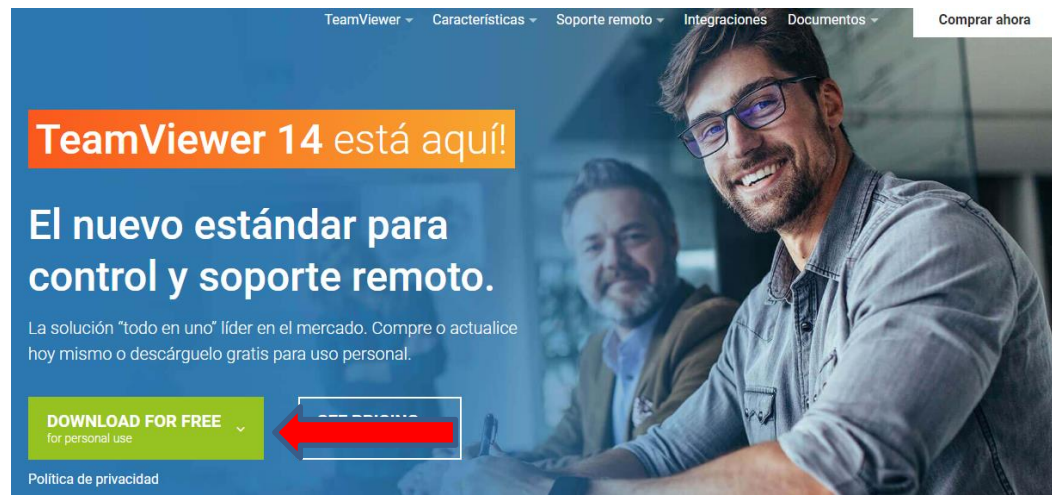 TeamViewer Características Soporte remoto Integraciones Documentos Comprar ahora
TeamViewer 14 está aquí!
El nuevo estándar para
control y soporte remoto.
La solución “todo en uno” líder en el mercado. Compre o actualice
hoy mismo o descárguelo gratis para uso personal.
DOWNLOAD FOR FREE
for personal use
Política de privacidad